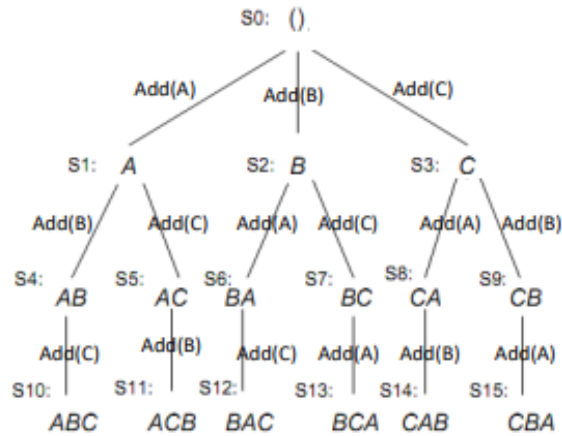 S0: ().
Add(A) Add(B) Add(C)
S1: A S2: B S3: C
Add(B) Add(C) Add(A) Add(C) Add(A) Add(B)
S4: AB S5: AC S6: BA S7: BC S8: CA S9: CB
Add(C) Add(B) Add(C) Add(A) Add(B) Add(A)
S10: S11: S12: S13: S14: S15:
ABC ACB BAC BCA CAB CBA